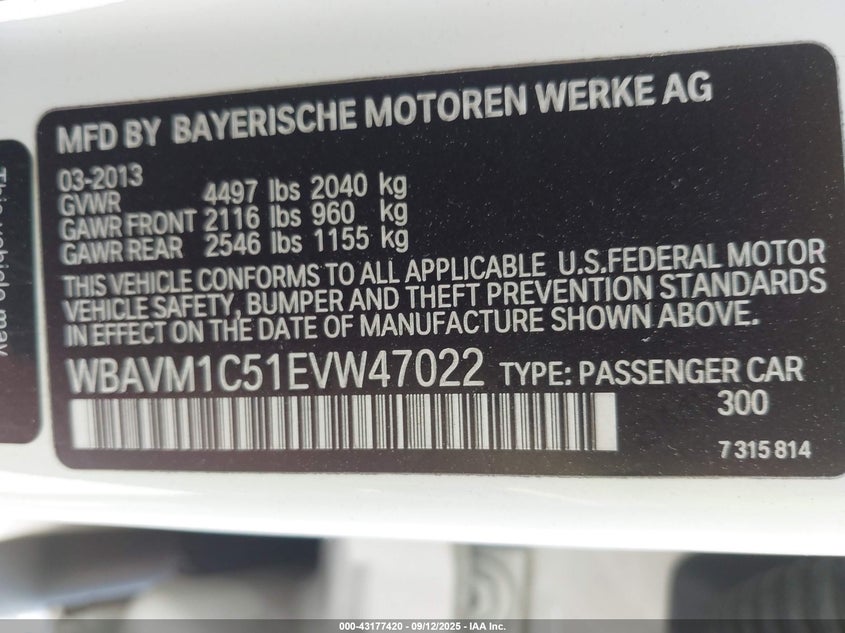 MFD BY BAYERISCHE MOTOREN WERKE AG
03-2013
GVWR 4497 lbs 2040 kg
GAWR FRONT 2116 lbs 960 kg
GAWR REAR 2546 lbs 1155 kg
THIS VEHICLE CONFORMS TO ALL APPLICABLE U.S.FEDERAL MOTOR
VEHICLE SAFETY, BUMPER AND THEFT PREVENTION STANDARDS
IN EFFECT ON THE DATE OF MANUFACTURE SHOWN ABOVE.
WBAVM1C51EVW47022 TYPE: PASSENGER CAR
300
7 315 814
This vehicle may
000-43177420 - 09/12/2025 - IAA Inc.